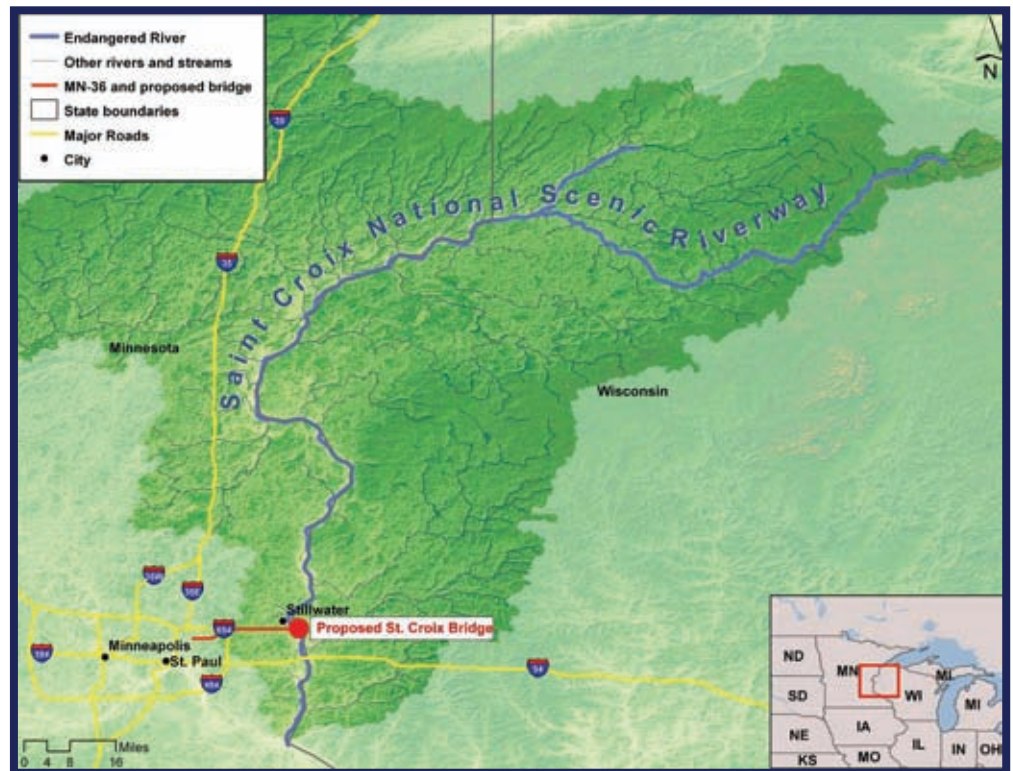 Endangered River
Other rivers and streams
MN-36 and proposed bridge
State boundaries
Major Roads
City
N
35
35
Saint Croix National Scenic Riverway
Minnesota
Wisconsin
35W
35E
Stillwater
694
Proposed St. Croix Bridge
Minneapolis
St. Paul
494
94
Miles
0 4 8 16
ND
MN
MI
SD
WI
MI
IA
NE
IL
IN
OH
KS
MO